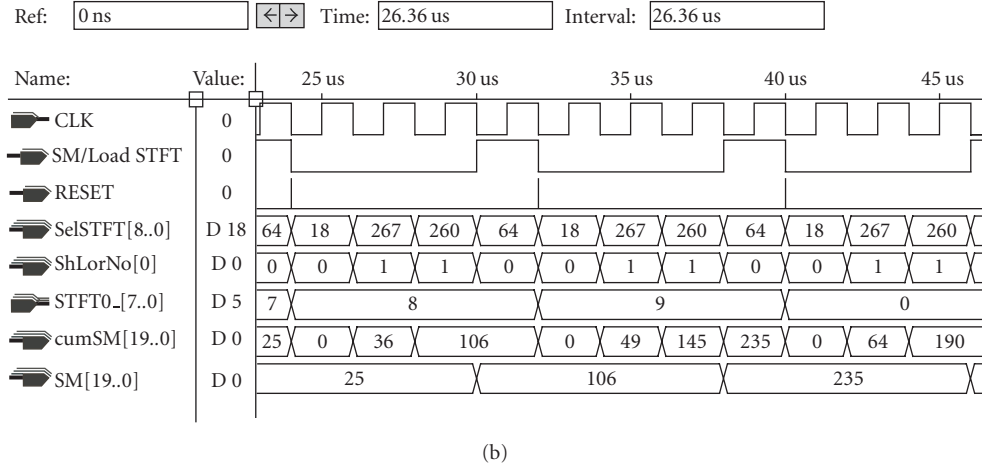 Ref: 0 ns Time: 26.36 us Interval: 26.36 us
Name: Value: 25 us 30 us 35 us 40 us 45 us
CLK 0
SM/Load STFT 0
RESET 0
SelSTFT[8..0] D 18 64 18 267 260 64 18 267 260 64 18 267 260
ShLorNo[0] D 0 0 0 1 1 0 0 1 1 0 0 1 1
STFT0_[7..0] D 5 7 8 9 0
cumSM[19..0] D 0 25 0 36 106 0 49 145 235 0 64 190
SM[19..0] D 0 25 106 235
(b)